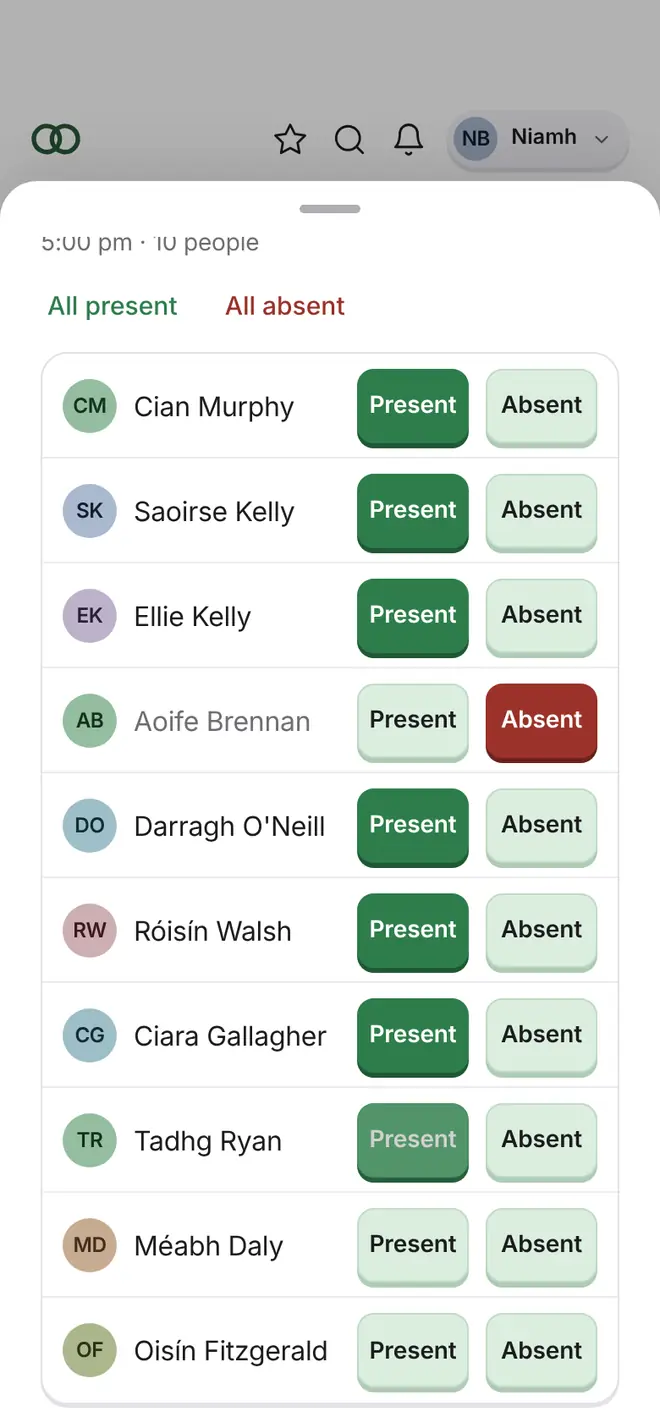 NB Niamh
5:00 pm · 10 people
All present All absent
CM Cian Murphy Present Absent
SK Saoirse Kelly Present Absent
EK Ellie Kelly Present Absent
AB Aoife Brennan Present Absent
DO Darragh O'Neill Present Absent
RW Róisín Walsh Present Absent
CG Ciara Gallagher Present Absent
TR Tadhg Ryan Present Absent
MD Méabh Daly Present Absent
OF Oisín Fitzgerald Present Absent